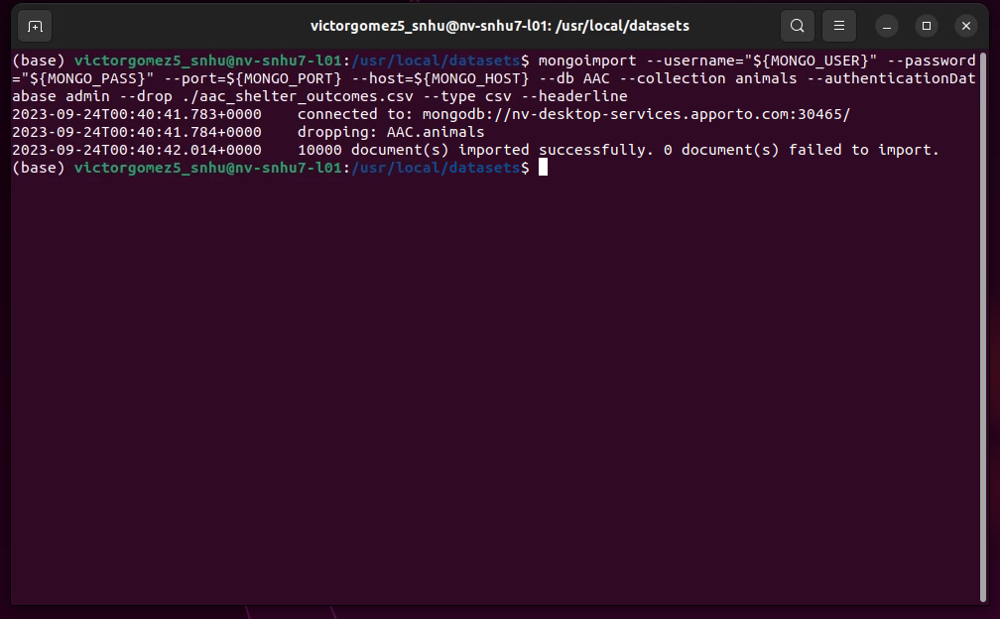 victorgomez5_snhu@nv-snhu7-l01: /usr/local/datasets
(base) victorgomez5_snhu@nv-snhu7-l01:/usr/local/datasets$ mongoimport --username="${MONGO_USER}" --password
="${MONGO_PASS}" --port=${MONGO_PORT} --host=${MONGO_HOST} --db AAC --collection animals --authenticationDat
abase admin --drop ./aac_shelter_outcomes.csv --type csv --headerline
2023-09-24T00:40:41.783+0000    connected to: mongodb://nv-desktop-services.apporto.com:30465/
2023-09-24T00:40:41.784+0000    dropping: AAC.animals
2023-09-24T00:40:42.014+0000    10000 document(s) imported successfully. 0 document(s) failed to import.
(base) victorgomez5_snhu@nv-snhu7-l01:/usr/local/datasets$